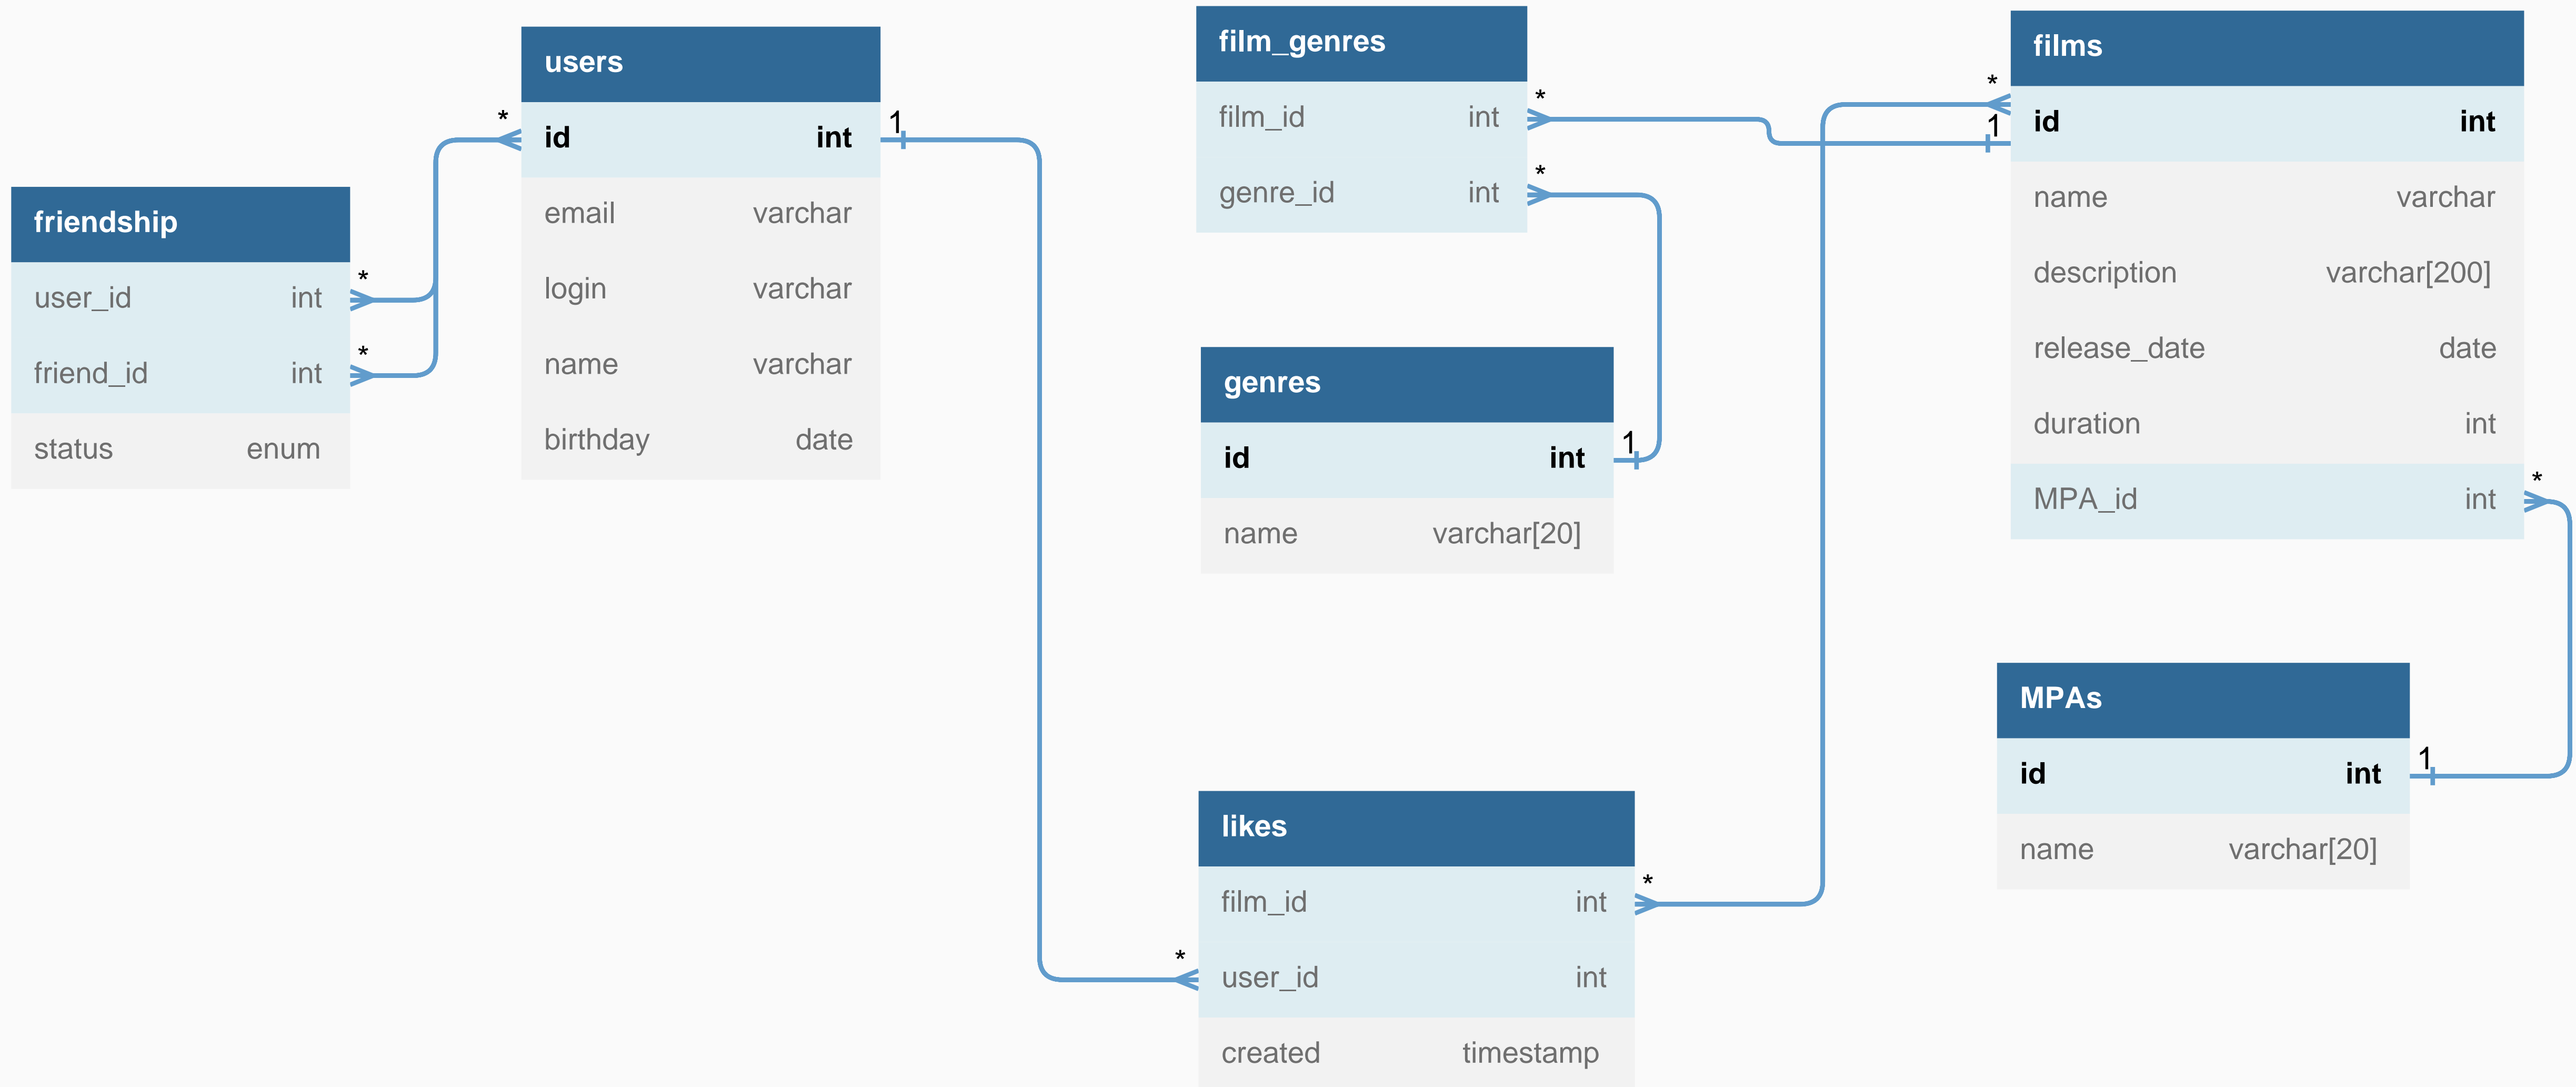 friendship
user_id int
friend_id int
status enum
* * *
users
id int
email varchar
login varchar
name varchar
birthday date
1
film_genres
film_id int
genre_id int
* *
genres
id int
name varchar[20]
1
likes
film_id int
user_id int
created timestamp
* *
films
id int
name varchar
description varchar[200]
release_date date
duration int
MPA_id int
* 1 *
MPAs
id int
name varchar[20]
1